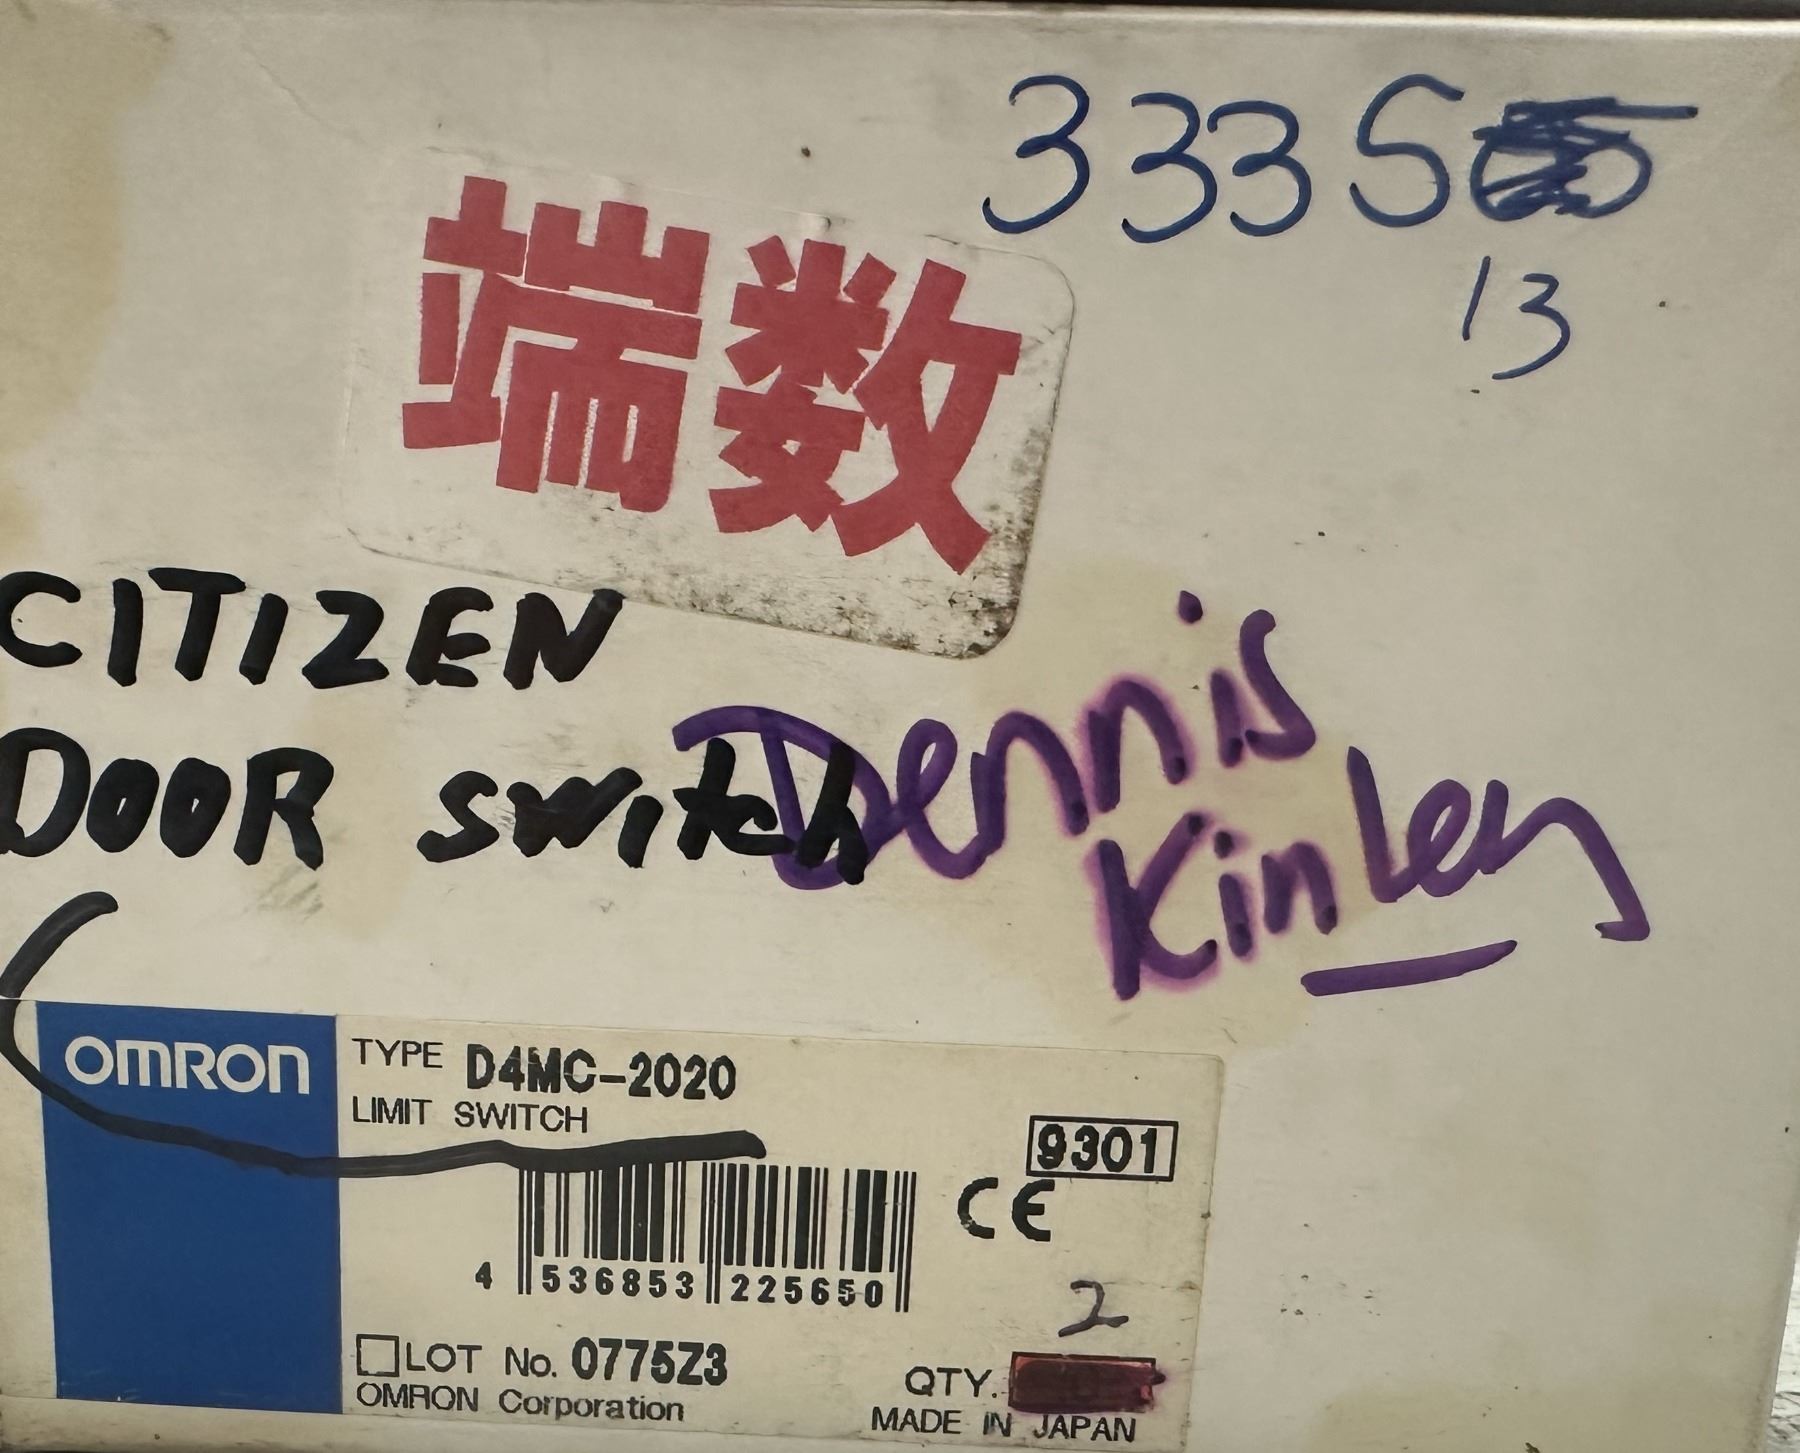 333S
13
端数
CITIZEN
DOOR SWitch
Dennis
Kinley
OMRON
TYPE D4MC-2020
LIMIT SWITCH
9301
CE
4 536853 225650
2
LOT No. 0775Z3
QTY.
OMRON Corporation
MADE IN JAPAN